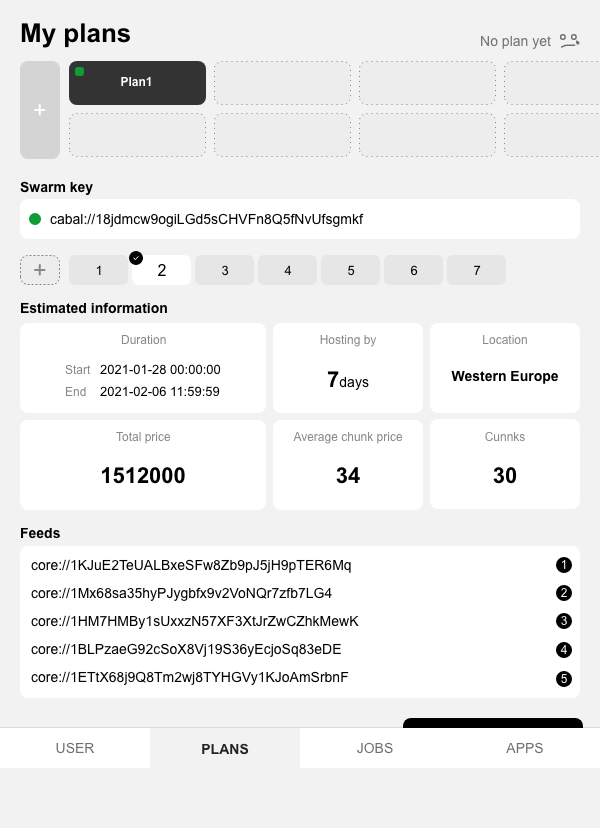 My plans
No plan yet
+
Plan1
Swarm key
cabal://18jdmcw9ogiLGd5sCHVFn8Q5fNvUfsgmkf
+ 1 2 3 4 5 6 7
Estimated information
Duration
Start 2021-01-28 00:00:00
End 2021-02-06 11:59:59
Hosting by
7days
Location
Western Europe
Total price
1512000
Average chunk price
34
Cunnks
30
Feeds
core://1KJuE2TeUALBxeSFw8Zb9pJ5jH9pTER6Mq 1
core://1Mx68sa35hyPJygbfx9v2VoNQr7zfb7LG4 2
core://1HM7HMBy1sUxxzN57XF3XtJrZwCZhkMewK 3
core://1BLPzaeG92cSoX8Vj19S36yEcjoSq83eDE 4
core://1ETtX68j9Q8Tm2wj8TYHGVy1KJoAmSrbnF 5
USER PLANS JOBS APPS